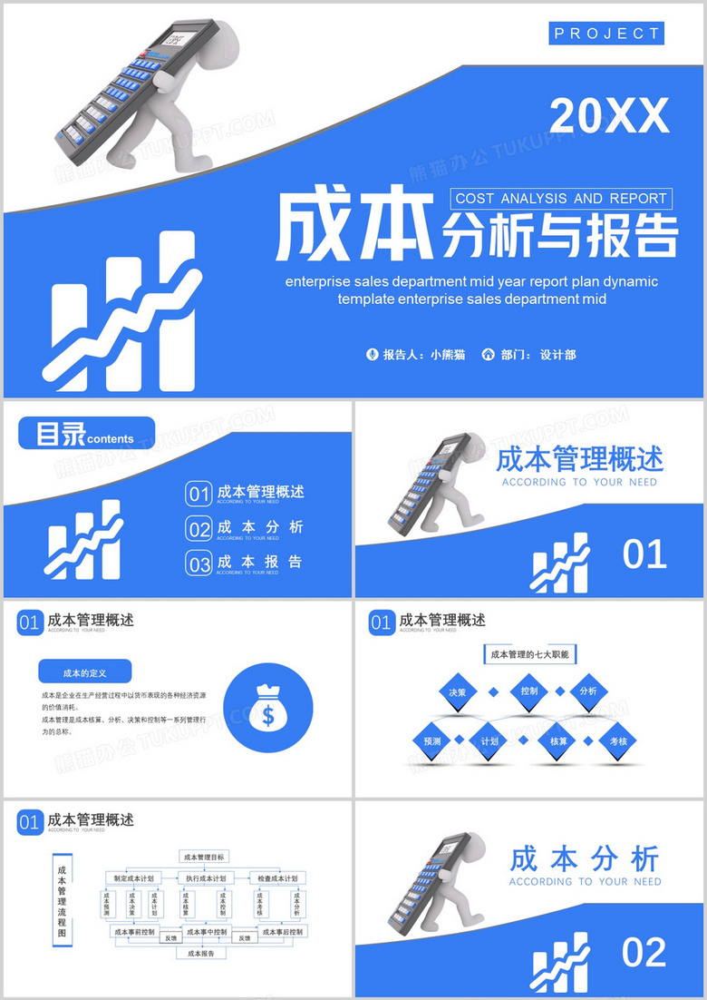 PROJECT
20XX
COST ANALYSIS AND REPORT
成本分析与报告
enterprise sales department mid year report plan dynamic
template enterprise sales department mid
报告人：小熊猫 部门：设计部
熊猫办公 TUKUPPT.COM
熊猫办公 TUKUPPT.COM
目录contents
01 成本管理概述
ACCORDING TO YOUR NEED
02 成本分析
ACCORDING TO YOUR NEED
03 成本报告
ACCORDING TO YOUR NEED
成本管理概述
ACCORDING TO YOUR NEED
01
01 成本管理概述
ACCORDING TO YOUR NEED
成本的定义
成本是企业在生产经营过程中以货币表现的各种经济资源
的价值消耗。
成本管理是成本核算、分析、决策和控制等一系列管理行
为的总称。
$
01 成本管理概述
ACCORDING TO YOUR NEED
成本管理的七大职能
决策 控制 分析
预测 计划 核算 考核
01 成本管理概述
ACCORDING TO YOUR NEED
成本管理流程图
成本管理目标
制定成本计划 执行成本计划 检查成本计划
成本预测 成本决策 成本计划 成本核算 成本控制 成本考核 成本分析
成本事前控制 反馈 成本事中控制 反馈 成本事后控制
成本报告
成本分析
ACCORDING TO YOUR NEED
02